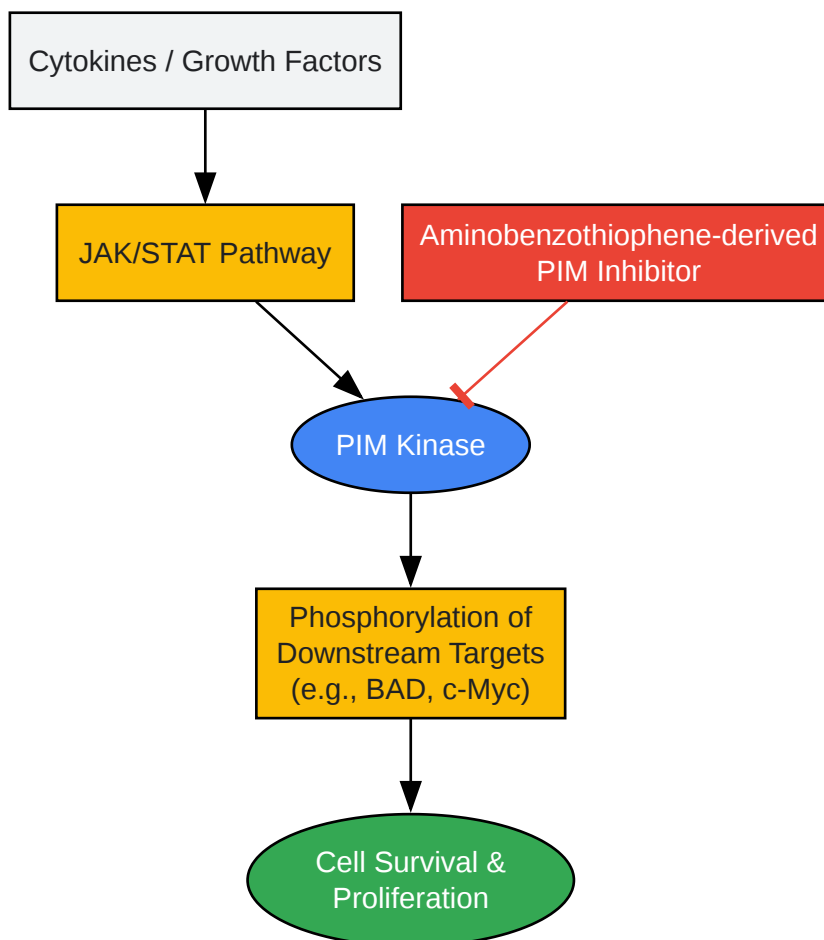 Cytokines / Growth Factors
JAK/STAT Pathway
Aminobenzothiophene-derived
PIM Inhibitor
PIM Kinase
Phosphorylation of
Downstream Targets
(e.g., BAD, c-Myc)
Cell Survival &
Proliferation